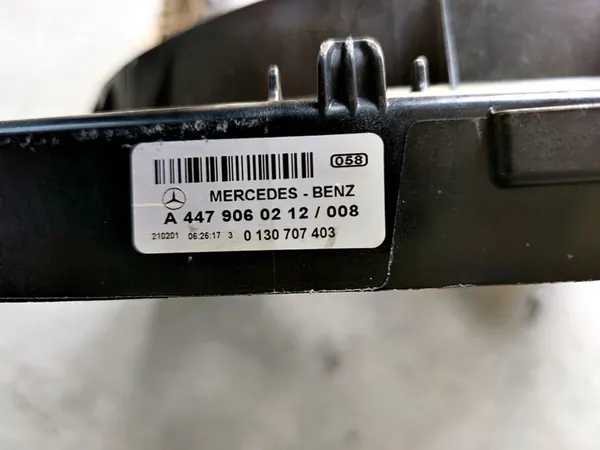 058
MERCEDES - BENZ
A 447 906 02 12 / 008
210201 06:26:17 3 0 130 707 403